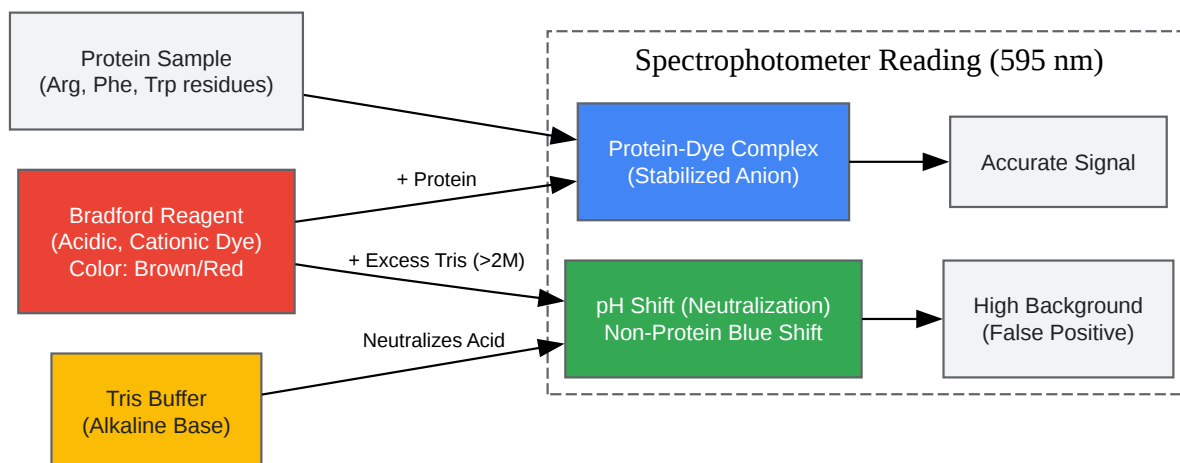 Protein Sample
(Arg, Phe, Trp residues)
Spectrophotometer Reading (595 nm)
Protein-Dye Complex
(Stabilized Anion)
Accurate Signal
+ Protein
Bradford Reagent
(Acidic, Cationic Dye)
Color: Brown/Red
+ Excess Tris (>2M)
pH Shift (Neutralization)
Non-Protein Blue Shift
High Background
(False Positive)
Neutralizes Acid
Tris Buffer
(Alkaline Base)